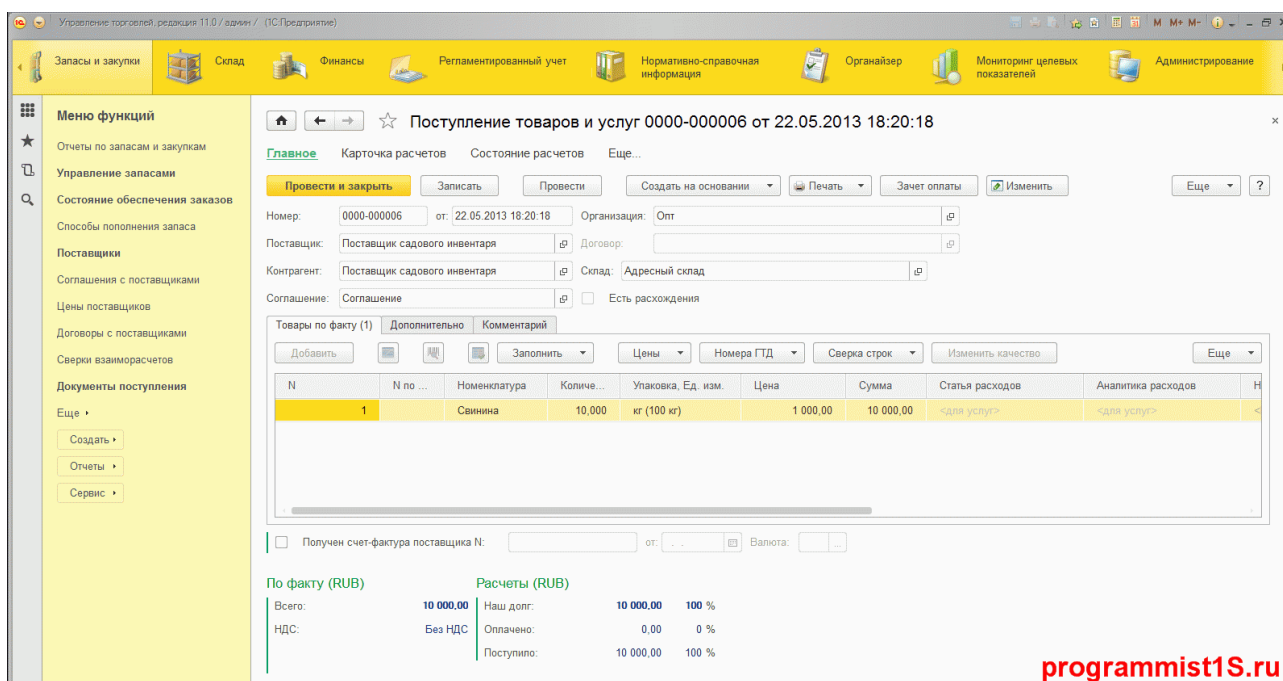 Управление торговлей, редакция 11.0 / админ / (1С:Предприятие)
M M+ M-
Запасы и закупки Склад Финансы Регламентированный учет Нормативно-справочная информация Органайзер Мониторинг целевых показателей Администрирование
Меню функций
Отчеты по запасам и закупкам
Управление запасами
Состояние обеспечения заказов
Способы пополнения запаса
Поставщики
Соглашения с поставщиками
Цены поставщиков
Договоры с поставщиками
Сверки взаиморасчетов
Документы поступления
Еще
Создать
Отчеты
Сервис
Поступление товаров и услуг 0000-000006 от 22.05.2013 18:20:18
Главное Карточка расчетов Состояние расчетов Еще...
Провести и закрыть Записать Провести Создать на основании Печать Зачет оплаты Изменить Еще ?
Номер: 0000-000006 от: 22.05.2013 18:20:18 Организация: Опт
Поставщик: Поставщик садового инвентаря Договор:
Контрагент: Поставщик садового инвентаря Склад: Адресный склад
Соглашение: Соглашение Есть расхождения
Товары по факту (1) Дополнительно Комментарий
Добавить Заполнить Цены Номера ГТД Сверка строк Изменить качество Еще
N N по ... Номенклатура Количе... Упаковка, Ед. изм. Цена Сумма Статья расходов Аналитика расходов Н
1 Свинина 10,000 кг (100 кг) 1 000,00 10 000,00 <для услуг> <для услуг> <
Получен счет-фактура поставщика N: от: . . Валюта: ...
По факту (RUB) Расчеты (RUB)
Всего: 10 000,00 Наш долг: 10 000,00 100 %
НДС: Без НДС Оплачено: 0,00 0 %
Поступило: 10 000,00 100 %
programmist1S.ru